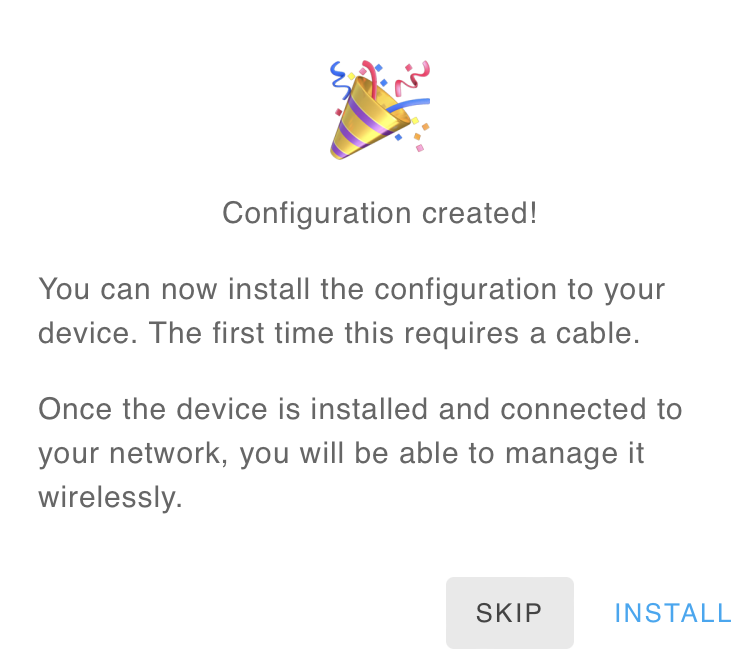 Configuration created!
You can now install the configuration to your
device. The first time this requires a cable.
Once the device is installed and connected to
your network, you will be able to manage it
wirelessly.
SKIP
INSTALL